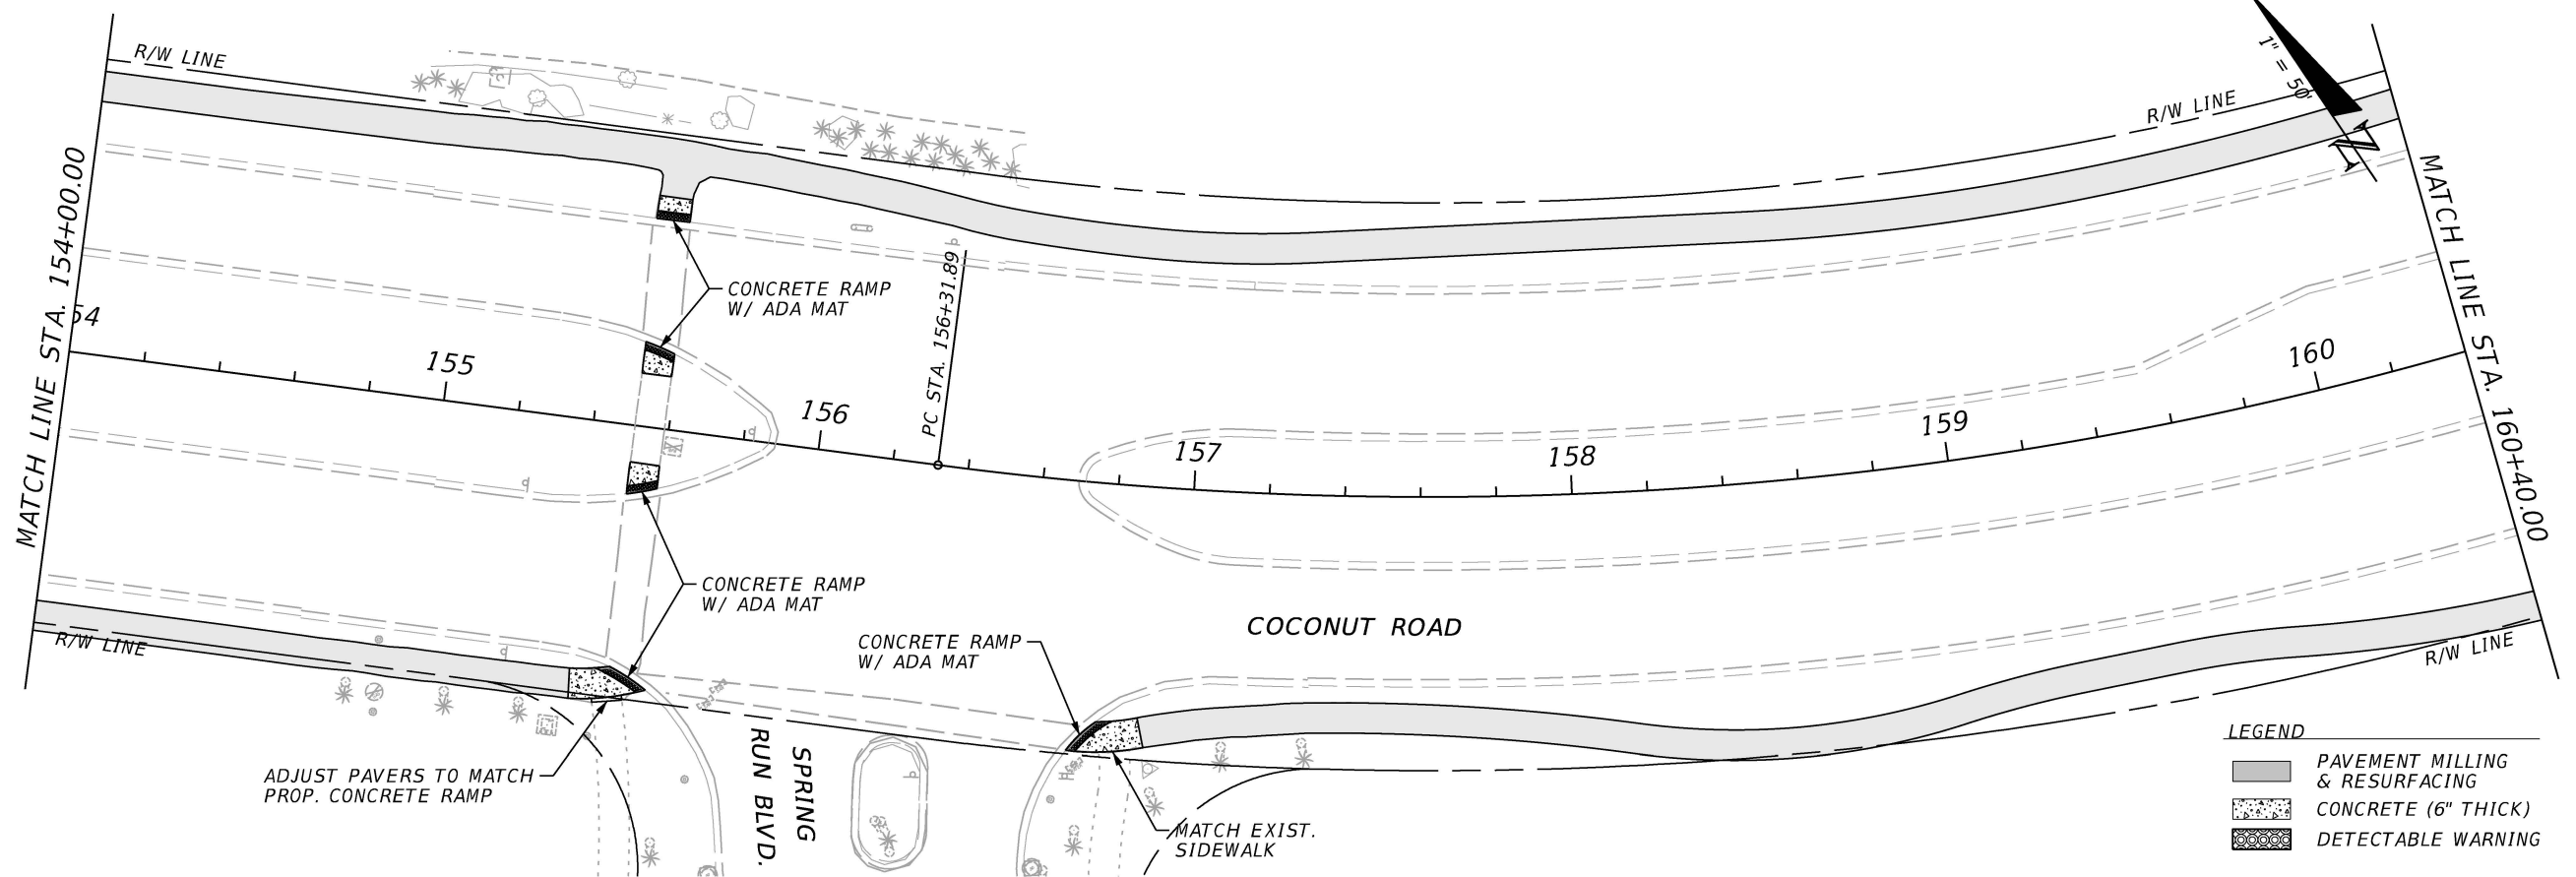 R/W LINE
1" = 50'
N
R/W LINE
MATCH LINE STA. 154+00.00
MATCH LINE STA. 160+40.00
CONCRETE RAMP
W/ ADA MAT
PC STA. 156+31.89
54
155
156
157
158
159
160
CONCRETE RAMP
W/ ADA MAT
COCONUT ROAD
CONCRETE RAMP
W/ ADA MAT
R/W LINE
R/W LINE
SPRING
RUN BLVD.
ADJUST PAVERS TO MATCH
PROP. CONCRETE RAMP
MATCH EXIST.
SIDEWALK
LEGEND
PAVEMENT MILLING
& RESURFACING
CONCRETE (6" THICK)
DETECTABLE WARNING